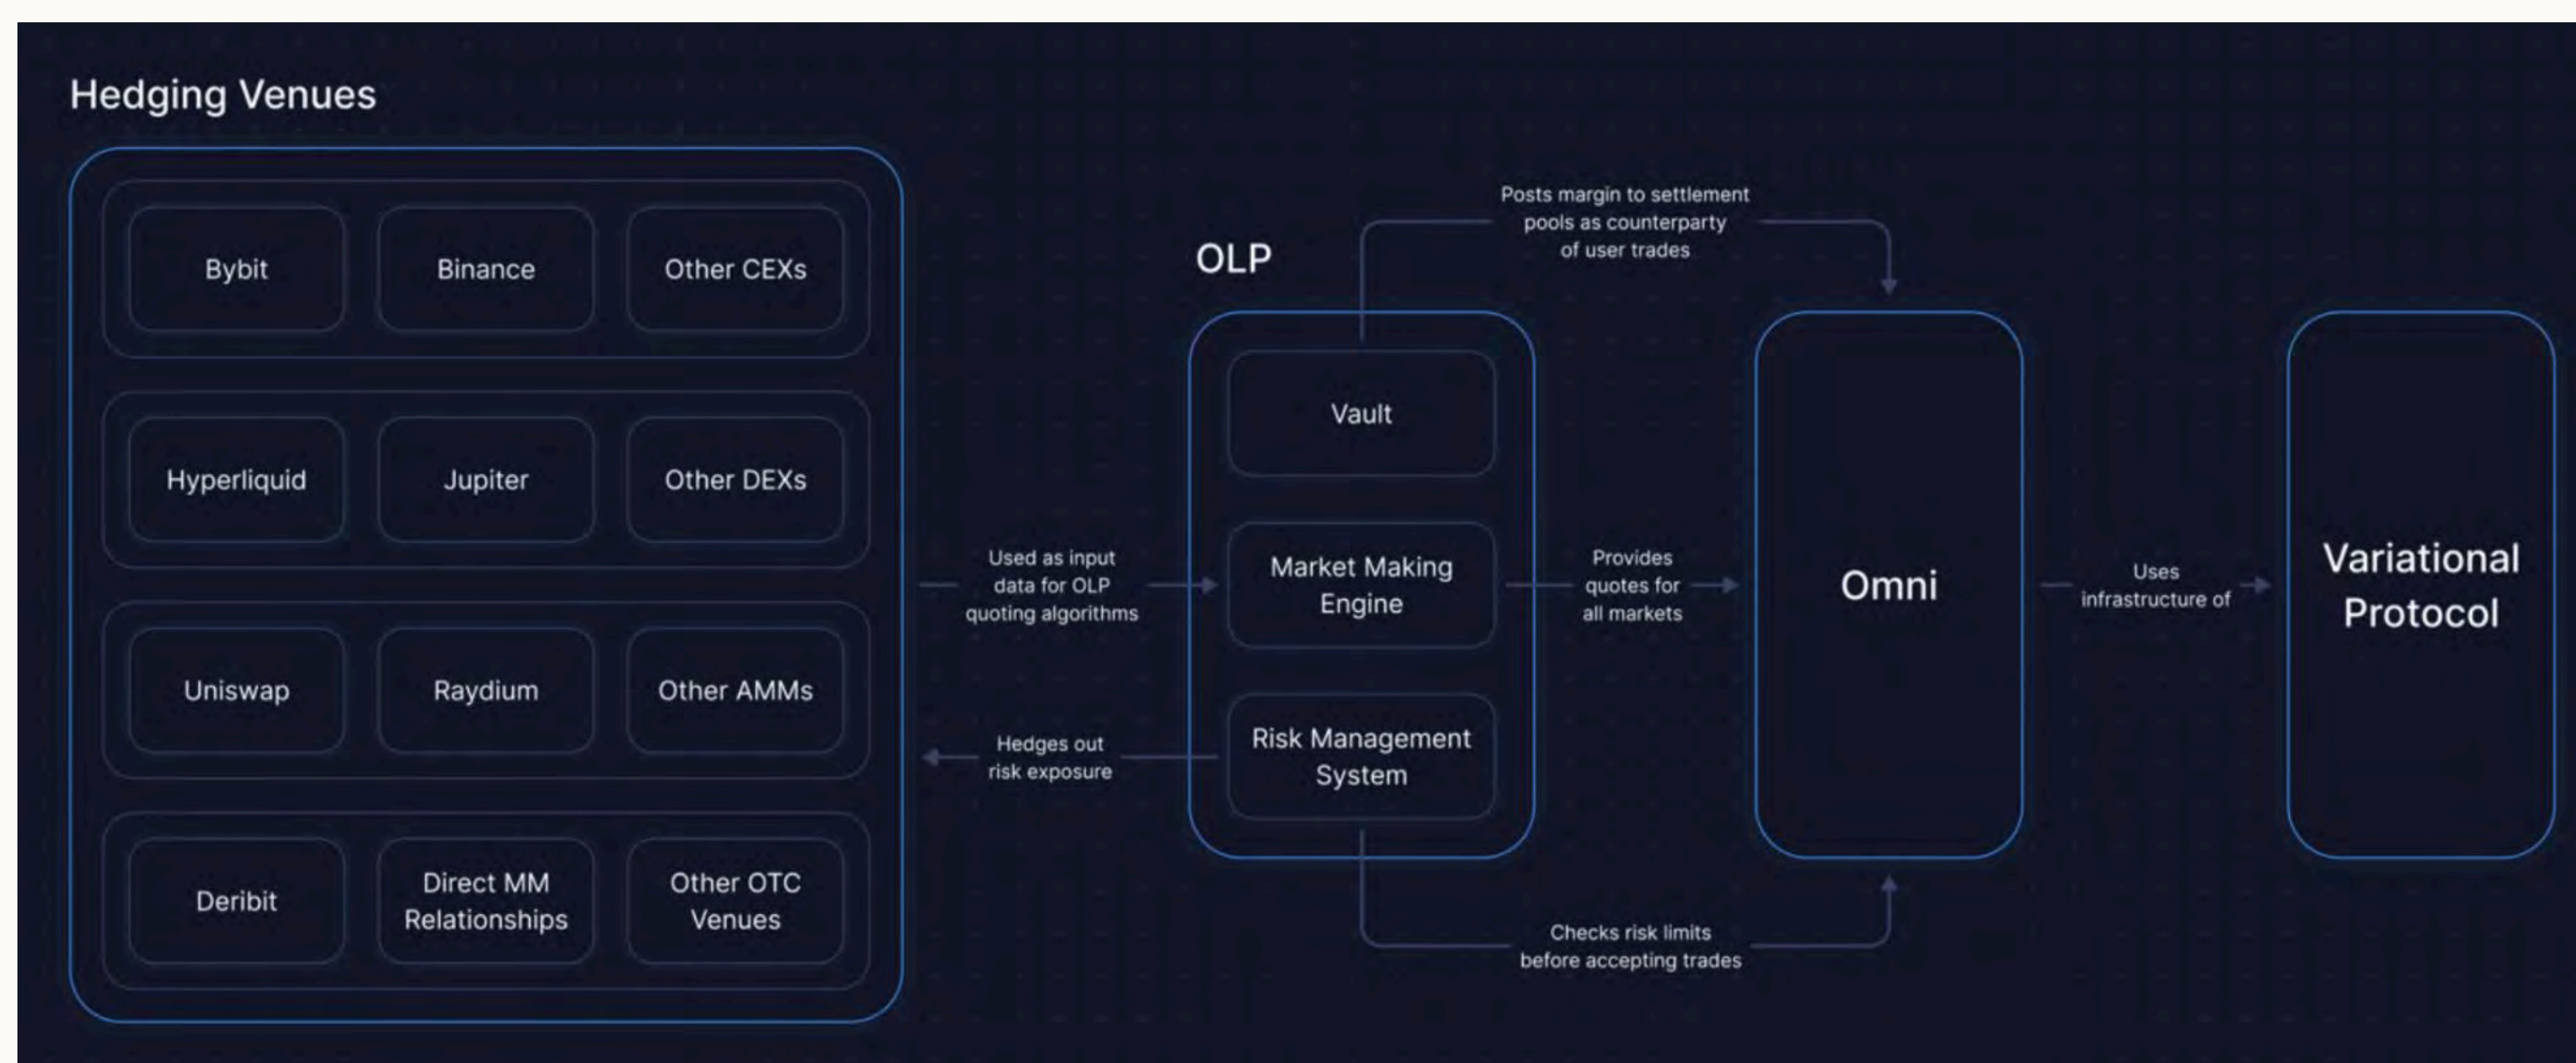 Hedging Venues
Bybit
Binance
Other CEXs
Hyperliquid
Jupiter
Other DEXs
Uniswap
Raydium
Other AMMs
Deribit
Direct MM
Relationships
Other OTC
Venues
Used as input
data for OLP
quoting algorithms
Hedges out
risk exposure
OLP
Vault
Market Making
Engine
Risk Management
System
Posts margin to settlement
pools as counterparty
of user trades
Provides
quotes for
all markets
Checks risk limits
before accepting trades
Omni
Uses
infrastructure of
Variational
Protocol